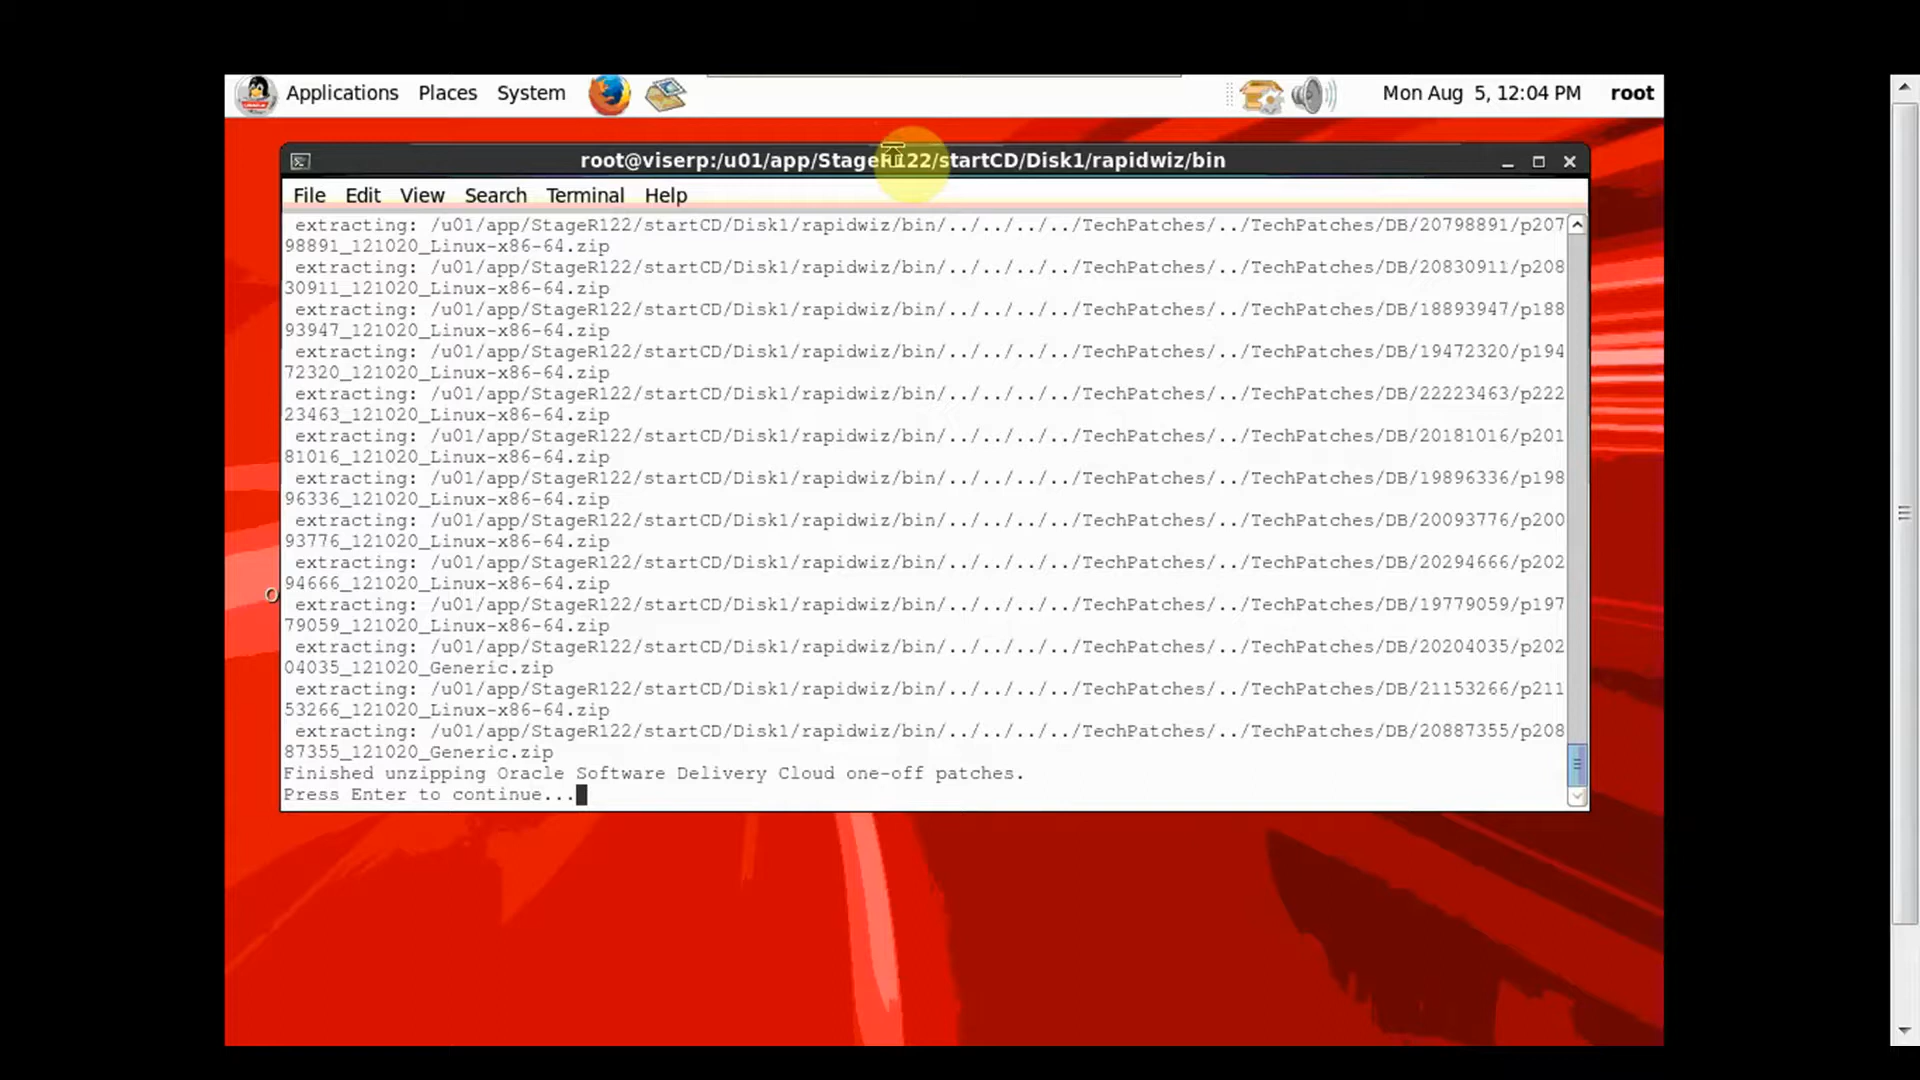 Applications Places System Mon Aug 5, 12:04 PM root
root@viserp:/u01/app/StageR122/startCD/Disk1/rapidwiz/bin
File Edit View Search Terminal Help
extracting: /u01/app/StageR122/startCD/Disk1/rapidwiz/bin/../../../../TechPatches/../TechPatches/DB/20798891/p207
98891_121020_Linux-x86-64.zip
extracting: /u01/app/StageR122/startCD/Disk1/rapidwiz/bin/../../../../TechPatches/../TechPatches/DB/20830911/p208
30911_121020_Linux-x86-64.zip
extracting: /u01/app/StageR122/startCD/Disk1/rapidwiz/bin/../../../../TechPatches/../TechPatches/DB/18893947/p188
93947_121020_Linux-x86-64.zip
extracting: /u01/app/StageR122/startCD/Disk1/rapidwiz/bin/../../../../TechPatches/../TechPatches/DB/19472320/p194
72320_121020_Linux-x86-64.zip
extracting: /u01/app/StageR122/startCD/Disk1/rapidwiz/bin/../../../../TechPatches/../TechPatches/DB/22223463/p222
23463_121020_Linux-x86-64.zip
extracting: /u01/app/StageR122/startCD/Disk1/rapidwiz/bin/../../../../TechPatches/../TechPatches/DB/20181016/p201
81016_121020_Linux-x86-64.zip
extracting: /u01/app/StageR122/startCD/Disk1/rapidwiz/bin/../../../../TechPatches/../TechPatches/DB/19896336/p198
96336_121020_Linux-x86-64.zip
extracting: /u01/app/StageR122/startCD/Disk1/rapidwiz/bin/../../../../TechPatches/../TechPatches/DB/20093776/p200
93776_121020_Linux-x86-64.zip
extracting: /u01/app/StageR122/startCD/Disk1/rapidwiz/bin/../../../../TechPatches/../TechPatches/DB/20294666/p202
94666_121020_Linux-x86-64.zip
extracting: /u01/app/StageR122/startCD/Disk1/rapidwiz/bin/../../../../TechPatches/../TechPatches/DB/19779059/p197
79059_121020_Linux-x86-64.zip
extracting: /u01/app/StageR122/startCD/Disk1/rapidwiz/bin/../../../../TechPatches/../TechPatches/DB/20204035/p202
04035_121020_Generic.zip
extracting: /u01/app/StageR122/startCD/Disk1/rapidwiz/bin/../../../../TechPatches/../TechPatches/DB/21153266/p211
53266_121020_Linux-x86-64.zip
extracting: /u01/app/StageR122/startCD/Disk1/rapidwiz/bin/../../../../TechPatches/../TechPatches/DB/20887355/p208
87355_121020_Generic.zip
Finished unzipping Oracle Software Delivery Cloud one-off patches.
Press Enter to continue...